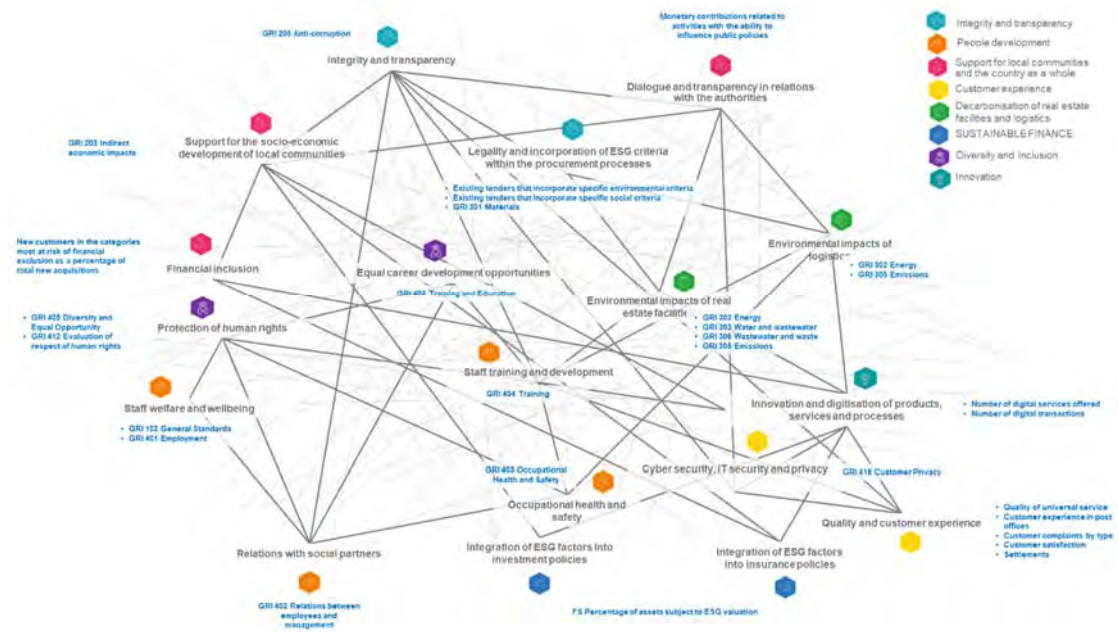 Monetary contributions related to
activities with the ability to
influence public policies
GRI 205 Anti-corruption
Integrity and transparency
Dialogue and transparency in relations
with the authorities
Integrity and transparency
People development
Support for local communities
and the country as a whole
Customer experience
Decarbonisation of real estate
facilities and logistics
SUSTAINABLE FINANCE
Diversity and Inclusion
Innovation
GRI 203 Indirect
economic impacts
Support for the socio-economic
development of local communities
Legality and incorporation of ESG criteria
within the procurement processes
• Existing tenders that incorporate specific environmental criteria
• Existing tenders that incorporate specific social criteria
• GRI 301 Materials
New customers in the categories
most at risk of financial
exclusion as a percentage of
total new acquisitions
Financial inclusion
Equal career development opportunities
GRI 404 Training and Education
Environmental impacts of
logistics
• GRI 302 Energy
• GRI 305 Emissions
Environmental impacts of real
estate facilities
• GRI 302 Energy
• GRI 303 Water and wastewater
• GRI 306 Wastewater and waste
• GRI 305 Emissions
• GRI 405 Diversity and
Equal Opportunity
• GRI 412 Evaluation of
respect of human rights
Protection of human rights
Staff training and development
GRI 404 Training
Staff welfare and wellbeing
• GRI 102 General Standards
• GRI 401 Employment
Innovation and digitisation of products,
services and processes
• Number of digital services offered
• Number of digital transactions
GRI 403 Occupational
Health and Safety
Occupational health and
safety
Cyber security, IT security and privacy
GRI 418 Customer Privacy
Quality and customer experience
• Quality of universal service
• Customer experience in post
offices
• Customer complaints by type
• Customer satisfaction
• Settlements
Relations with social partners
GRI 402 Relations between
employees and
management
Integration of ESG factors into
investment policies
Integration of ESG factors
into insurance policies
FS Percentage of assets subject to ESG valuation